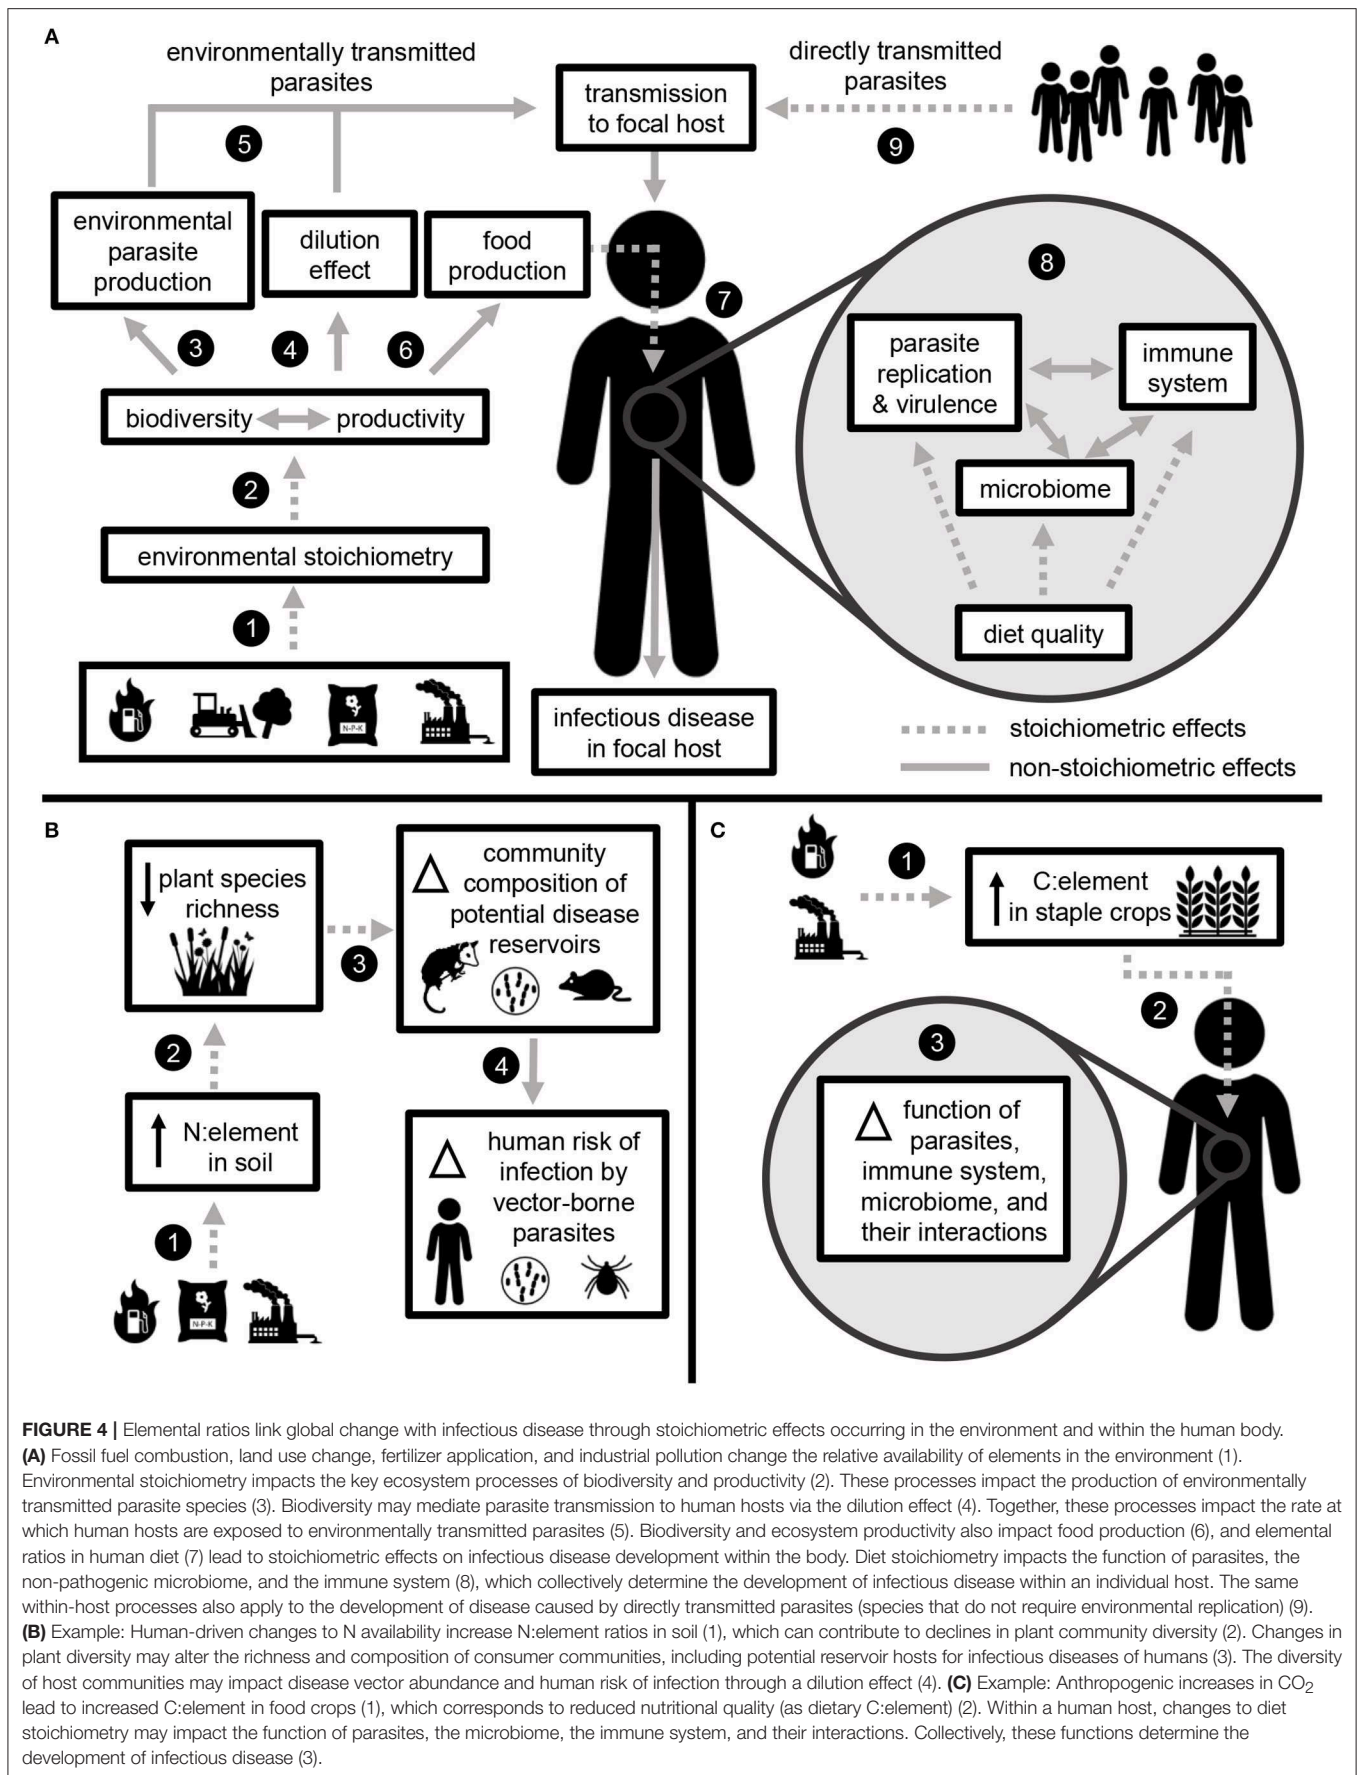 A
environmentally transmitted
parasites
directly transmitted
parasites
transmission
to focal host
5
9
environmental
parasite
production
dilution
effect
food
production
7
8
3
4
6
parasite
replication
& virulence
immune
system
biodiversity
productivity
microbiome
2
environmental stoichiometry
1
diet quality
N-P-K
infectious disease
in focal host
stoichiometric effects
non-stoichiometric effects
B
plant species
richness
3
community
composition of
potential disease
reservoirs
2
4
N:element
in soil
human risk of
infection by
vector-borne
parasites
1
N-P-K
C
1
C:element
in staple crops
2
3
function of
parasites,
immune system,
microbiome, and
their interactions
FIGURE 4 | Elemental ratios link global change with infectious disease through stoichiometric effects occurring in the environment and within the human body.
(A) Fossil fuel combustion, land use change, fertilizer application, and industrial pollution change the relative availability of elements in the environment (1).
Environmental stoichiometry impacts the key ecosystem processes of biodiversity and productivity (2). These processes impact the production of environmentally
transmitted parasite species (3). Biodiversity may mediate parasite transmission to human hosts via the dilution effect (4). Together, these processes impact the rate at
which human hosts are exposed to environmentally transmitted parasites (5). Biodiversity and ecosystem productivity also impact food production (6), and elemental
ratios in human diet (7) lead to stoichiometric effects on infectious disease development within the body. Diet stoichiometry impacts the function of parasites, the
non-pathogenic microbiome, and the immune system (8), which collectively determine the development of infectious disease within an individual host. The same
within-host processes also apply to the development of disease caused by directly transmitted parasites (species that do not require environmental replication) (9).
(B) Example: Human-driven changes to N availability increase N:element ratios in soil (1), which can contribute to declines in plant community diversity (2). Changes in
plant diversity may alter the richness and composition of consumer communities, including potential reservoir hosts for infectious diseases of humans (3). The diversity
of host communities may impact disease vector abundance and human risk of infection through a dilution effect (4). (C) Example: Anthropogenic increases in CO2
lead to increased C:element in food crops (1), which corresponds to reduced nutritional quality (as dietary C:element) (2). Within a human host, changes to diet
stoichiometry may impact the function of parasites, the microbiome, the immune system, and their interactions. Collectively, these functions determine the
development of infectious disease (3).